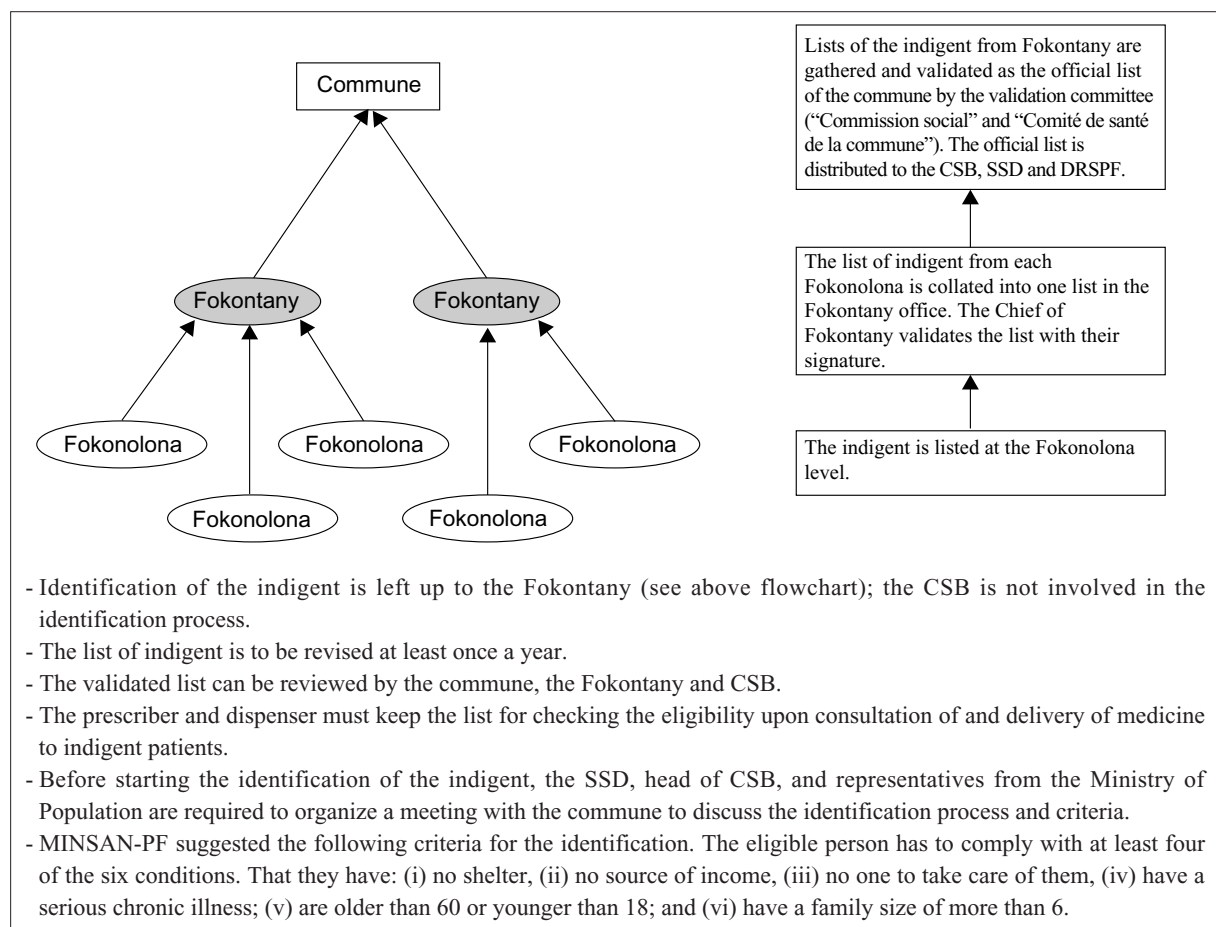 Commune
Fokontany
Fokontany
Fokonolona
Fokonolona
Fokonolona
Fokonolona
Fokonolona
Lists of the indigent from Fokontany are
gathered and validated as the official list
of the commune by the validation committee
(“Commission social” and “Comité de santé
de la commune”). The official list is
distributed to the CSB, SSD and DRSPF.
The list of indigent from each
Fokonolona is collated into one list in the
Fokontany office. The Chief of
Fokontany validates the list with their
signature.
The indigent is listed at the Fokonolona
level.
- Identification of the indigent is left up to the Fokontany (see above flowchart); the CSB is not involved in the
identification process.
- The list of indigent is to be revised at least once a year.
- The validated list can be reviewed by the commune, the Fokontany and CSB.
- The prescriber and dispenser must keep the list for checking the eligibility upon consultation of and delivery of medicine
to indigent patients.
- Before starting the identification of the indigent, the SSD, head of CSB, and representatives from the Ministry of
Population are required to organize a meeting with the commune to discuss the identification process and criteria.
- MINSAN-PF suggested the following criteria for the identification. The eligible person has to comply with at least four
of the six conditions. That they have: (i) no shelter, (ii) no source of income, (iii) no one to take care of them, (iv) have a
serious chronic illness; (v) are older than 60 or younger than 18; and (vi) have a family size of more than 6.